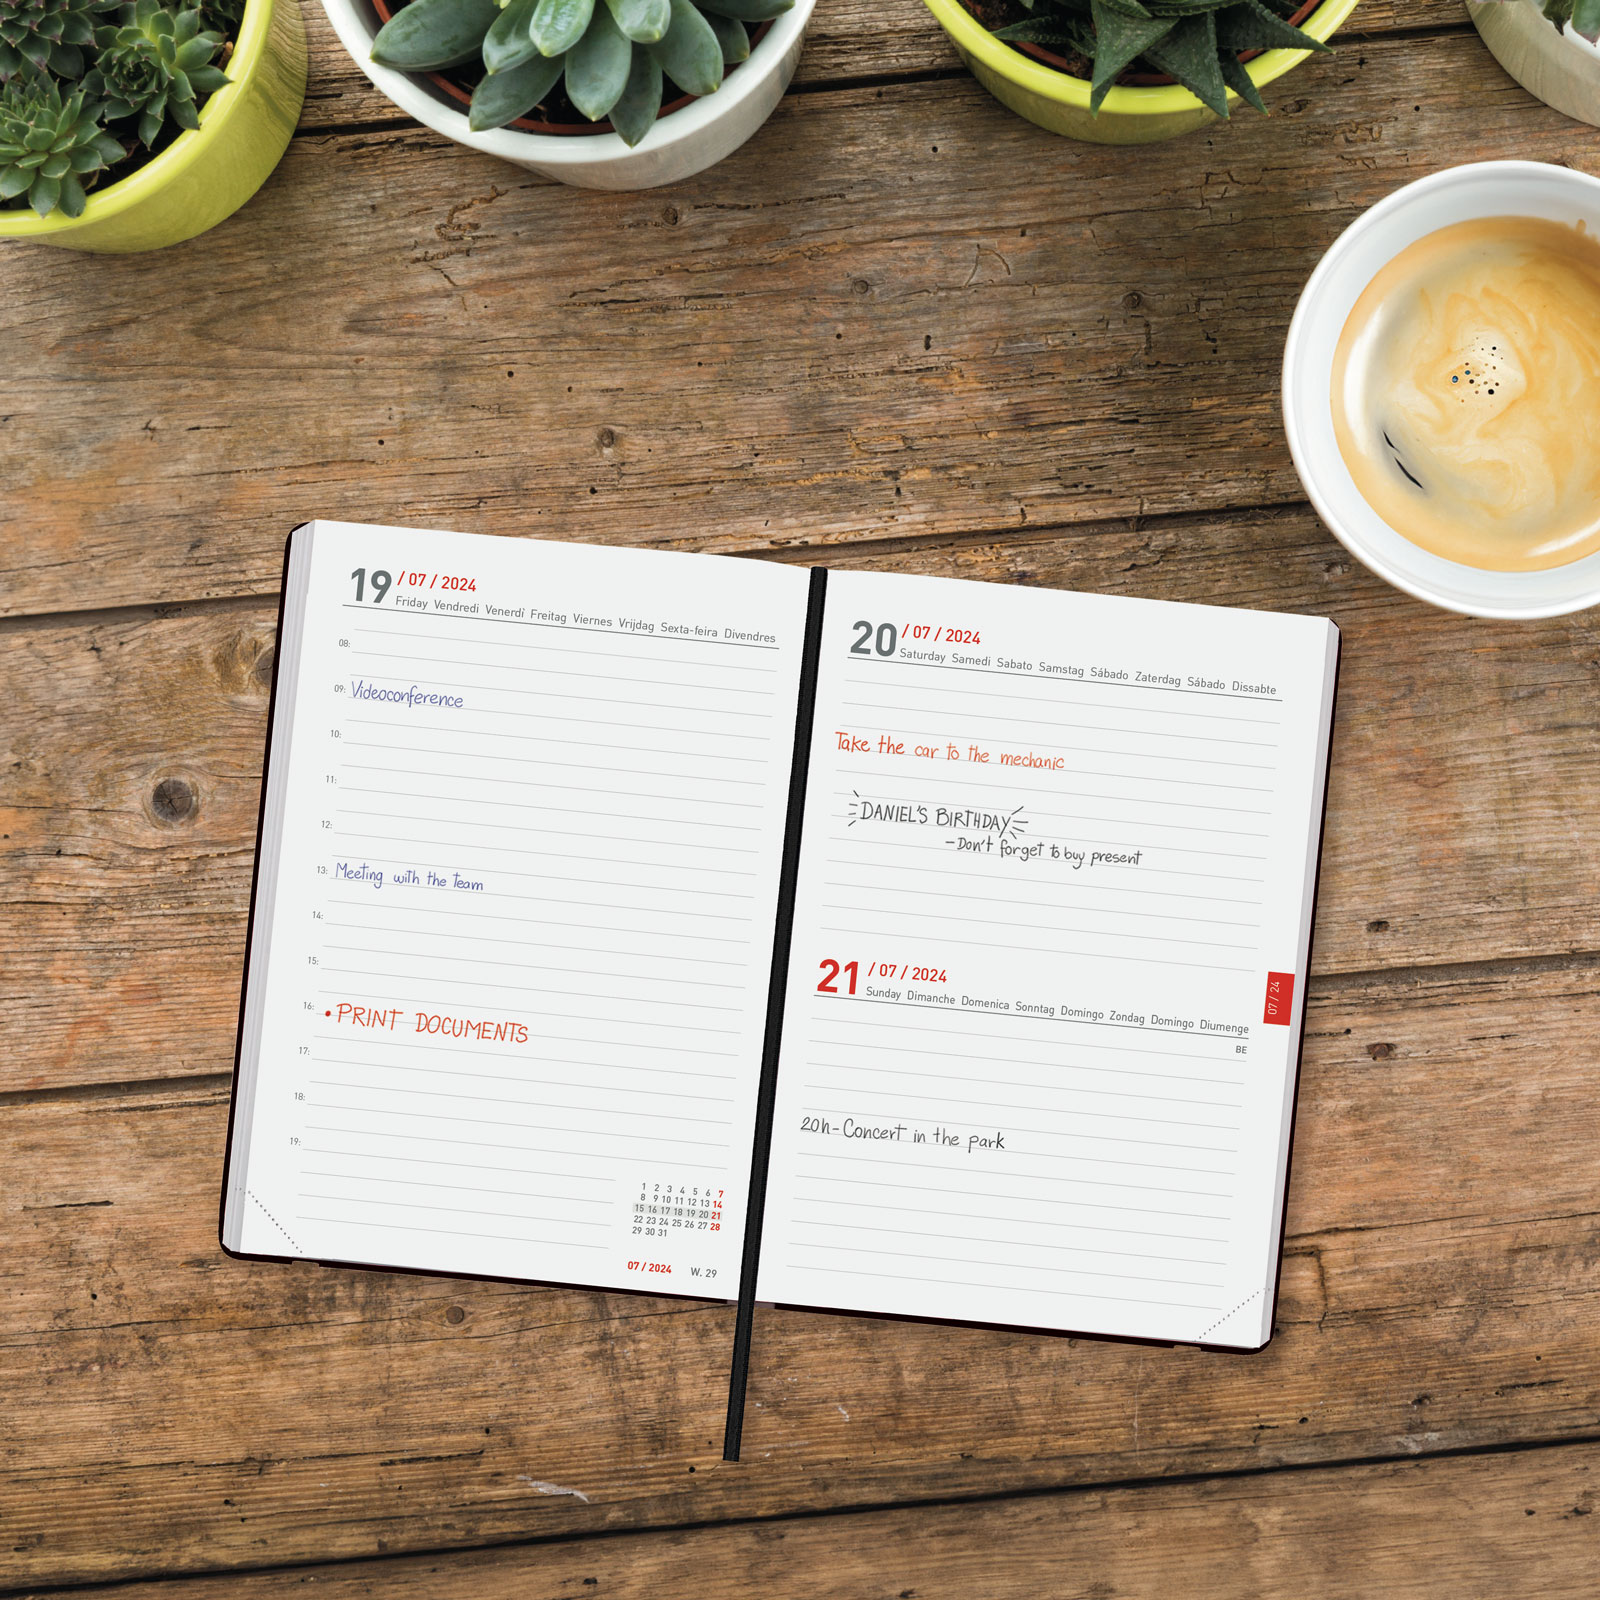 19 / 07 / 2024
Friday Vendredi Venerdì Freitag Viernes Vrijdag Sexta-feira Divendres
08:
09: Videoconference
10:
11:
12:
13: Meeting with the team
14:
15:
16: • PRINT DOCUMENTS
17:
18:
19:
1 2 3 4 5 6 7
8 9 10 11 12 13 14
15 16 17 18 19 20 21
22 23 24 25 26 27 28
29 30 31
07 / 2024 W. 29
20 / 07 / 2024
Saturday Samedi Sabato Samstag Sábado Zaterdag Sábado Dissabte
Take the car to the mechanic
DANIEL'S BIRTHDAY
- Don't forget to buy present
21 / 07 / 2024
Sunday Dimanche Domenica Sonntag Domingo Zondag Domingo Diumenge
BE
20h - Concert in the park
07 / 24